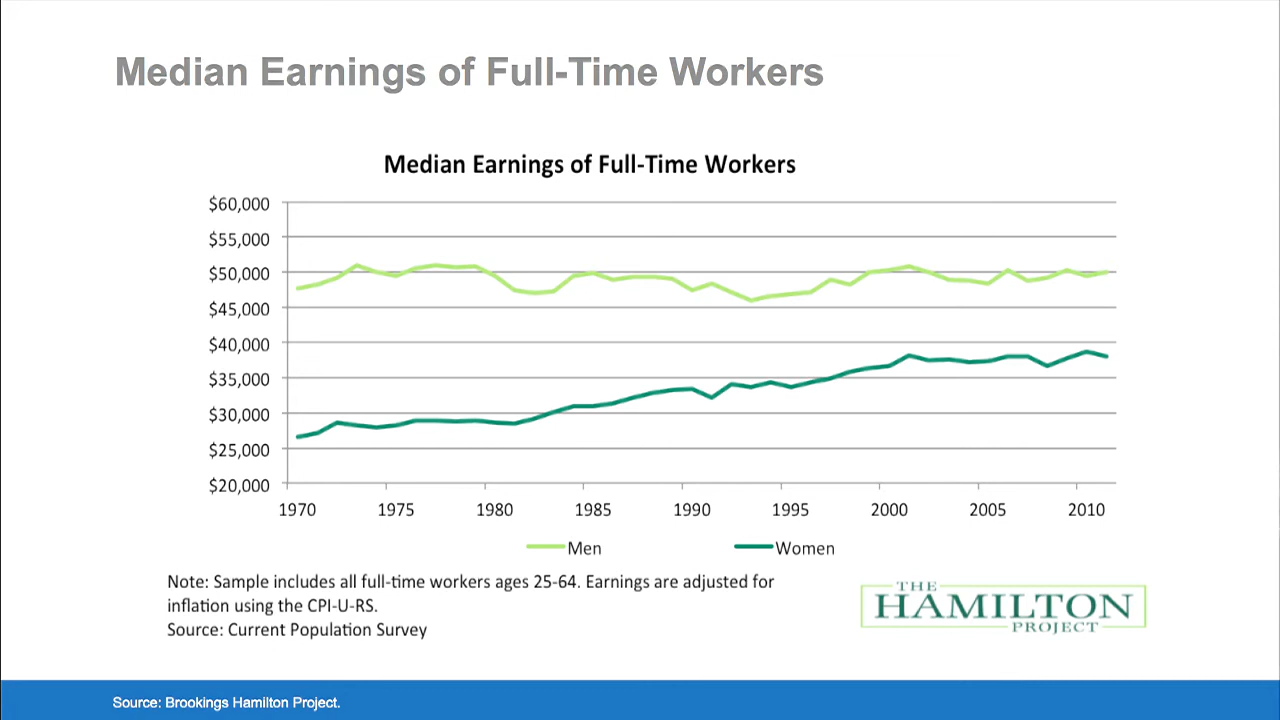 Median Earnings of Full-Time Workers
Median Earnings of Full-Time Workers
$60,000
$55,000
$50,000
$45,000
$40,000
$35,000
$30,000
$25,000
$20,000
1970 1975 1980 1985 1990 1995 2000 2005 2010
Men Women
Note: Sample includes all full-time workers ages 25-64. Earnings are adjusted for
inflation using the CPI-U-RS.
Source: Current Population Survey
THE
HAMILTON
PROJECT
Source: Brookings Hamilton Project.